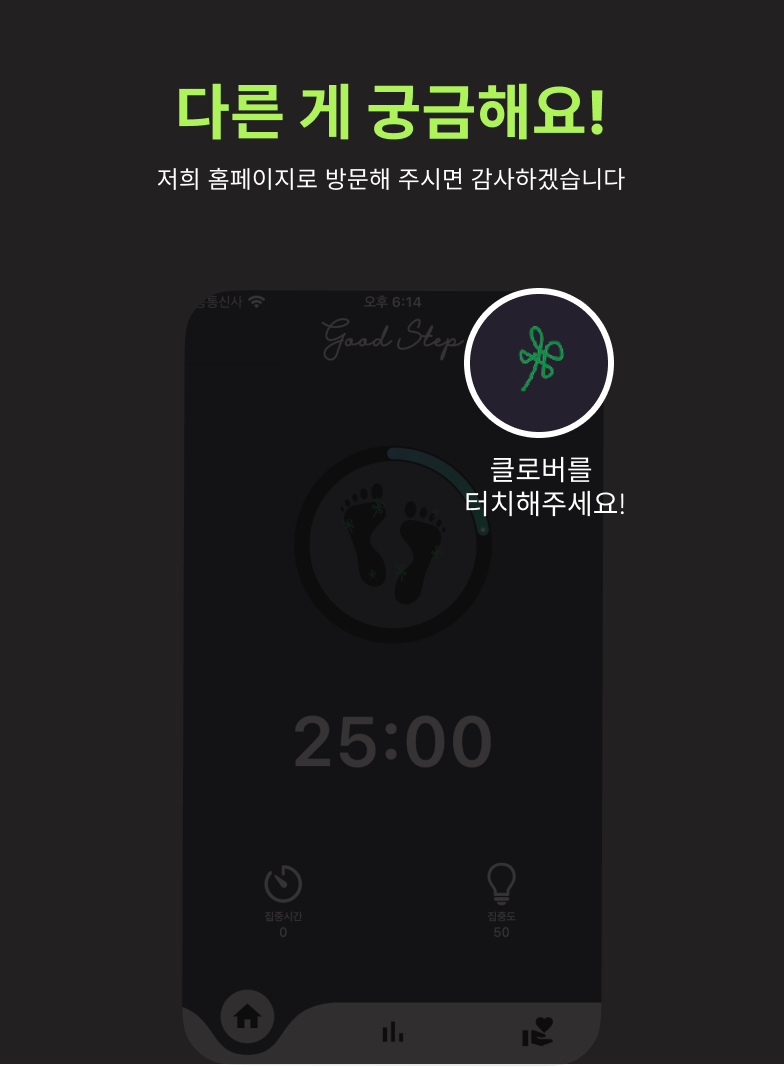 다른 게 궁금해요!
저희 홈페이지로 방문해 주시면 감사하겠습니다
통신사 오후 6:14
Good Step
클로버를
터치해주세요!
25:00
집중시간 집중도
0 50